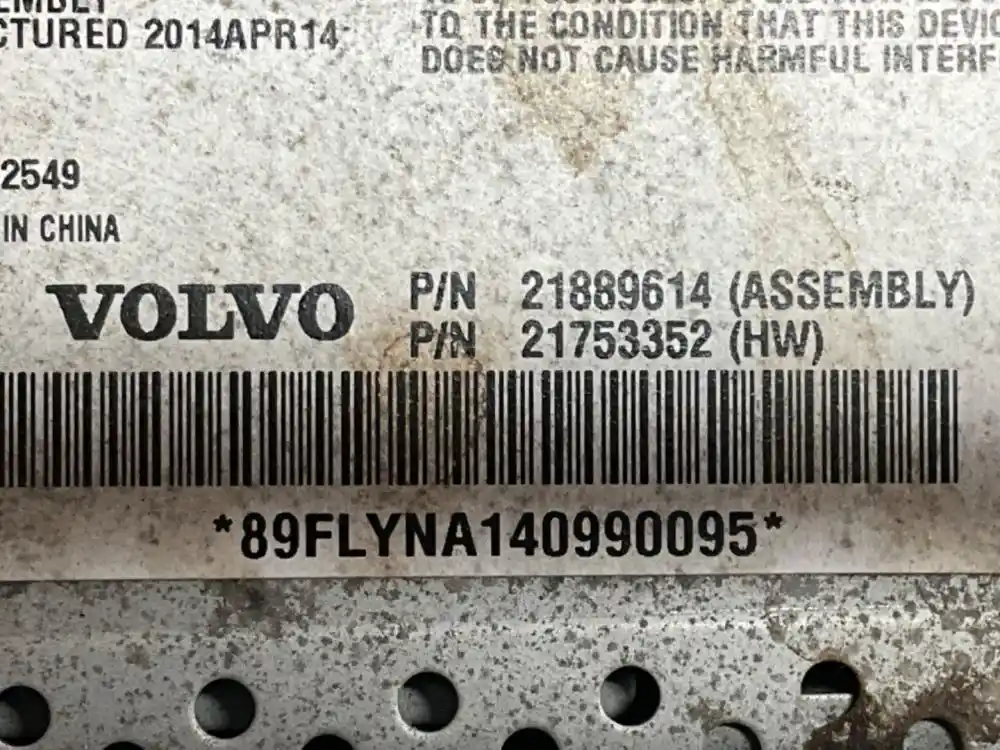 EMBLY
CTURED 2014APR14
TO THE CONDITION THAT THIS DEVIC
DOES NOT CAUSE HARMFUL INTERF
2549
IN CHINA
VOLVO
P/N 21889614 (ASSEMBLY)
P/N 21753352 (HW)
*89FLYNA140990095*